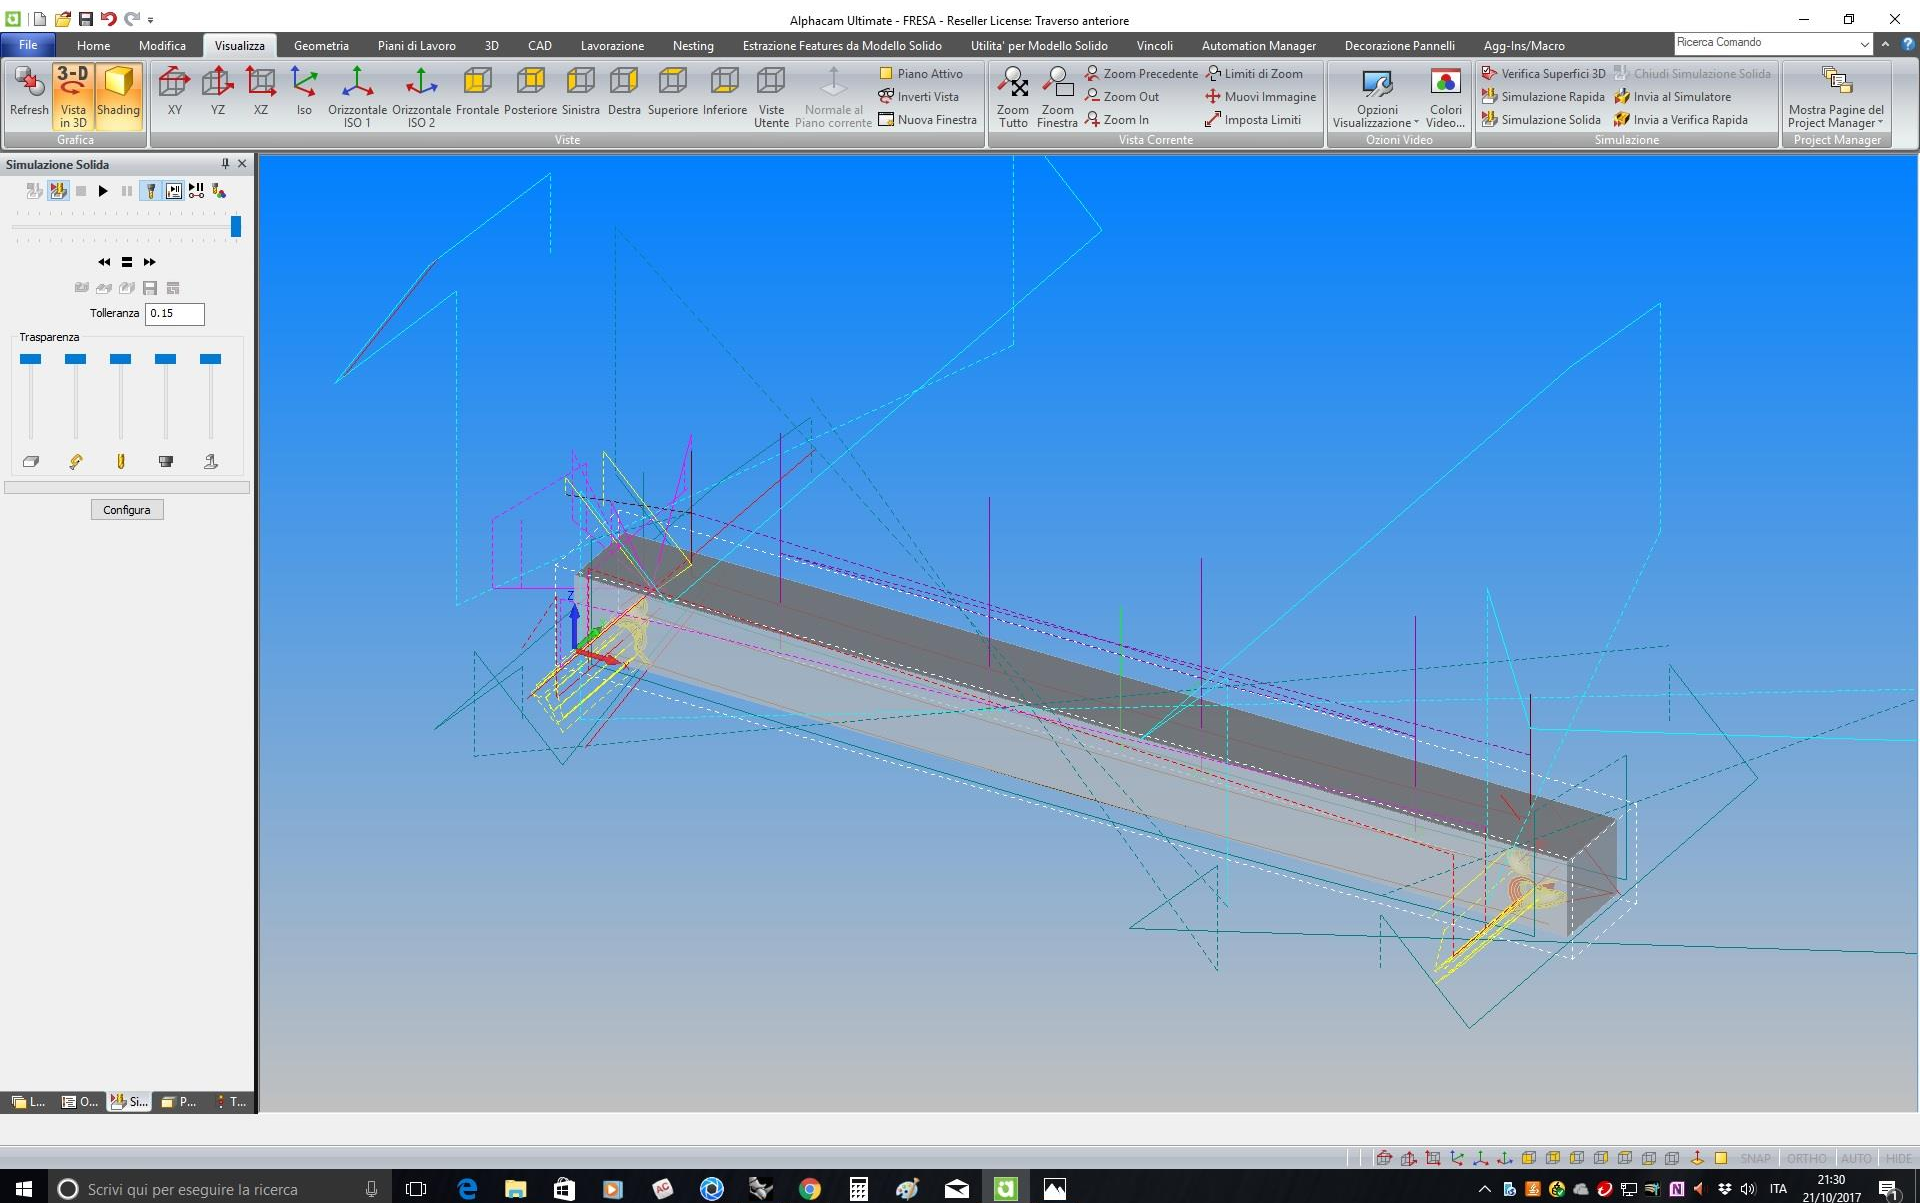 Alphacam Ultimate - FRESA - Reseller License: Traverso anteriore
File Home Modifica Visualizza Geometria Piani di Lavoro 3D CAD Lavorazione Nesting Estrazione Features da Modello Solido Utilita' per Modello Solido Vincoli Automation Manager Decorazione Pannelli Agg-Ins/Macro Ricerca Comando
Refresh
3-D
Vista
in 3D
Shading
Grafica
XY
YZ
XZ
Iso
Orizzontale
ISO 1
Orizzontale
ISO 2
Frontale
Posteriore
Sinistra
Destra
Superiore
Inferiore
Viste
Utente
Normale al
Piano corrente
Piano Attivo
Inverti Vista
Nuova Finestra
Viste
Zoom
Tutto
Zoom
Finestra
Zoom Precedente
Zoom Out
Zoom In
Limiti di Zoom
Muovi Immagine
Imposta Limiti
Vista Corrente
Opzioni
Visualizzazione
Colori
Video...
Ozioni Video
Verifica Superfici 3D
Simulazione Rapida
Simulazione Solida
Chiudi Simulazione Solida
Invia al Simulatore
Invia a Verifica Rapida
Simulazione
Mostra Pagine del
Project Manager
Project Manager
Simulazione Solida
Tolleranza 0.15
Trasparenza
Configura
Z
X
L... O... Si... P... T...
SNAP ORTHO AUTO HIDE
Scrivi qui per eseguire la ricerca
ITA
21:30
21/10/2017